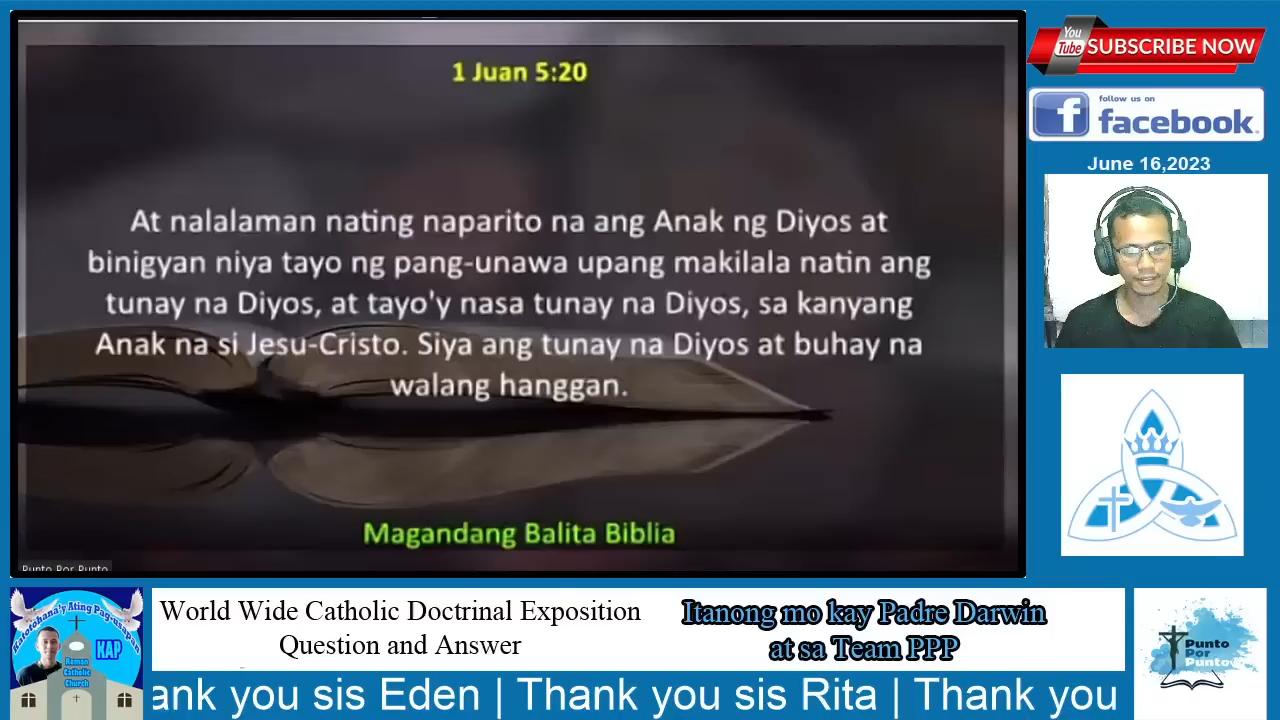 1 Juan 5:20
At nalalaman nating naparito na ang Anak ng Diyos at
binigyan niya tayo ng pang-unawa upang makilala natin ang
tunay na Diyos, at tayo'y nasa tunay na Diyos, sa kanyang
Anak na si Jesu-Cristo. Siya ang tunay na Diyos at buhay na
walang hanggan.
Magandang Balita Biblia
Punto Por Punto
You
Tube
SUBSCRIBE NOW
follow us on
facebook.
June 16,2023
Katotohana'y Ating Pag-usapan
KAP
Roman
Catholic
Church
World Wide Catholic Doctrinal Exposition
Question and Answer
Itanong mo kay Padre Darwin
at sa Team PPP
Punto
Por
Punto
ank you sis Eden | Thank you sis Rita | Thank you